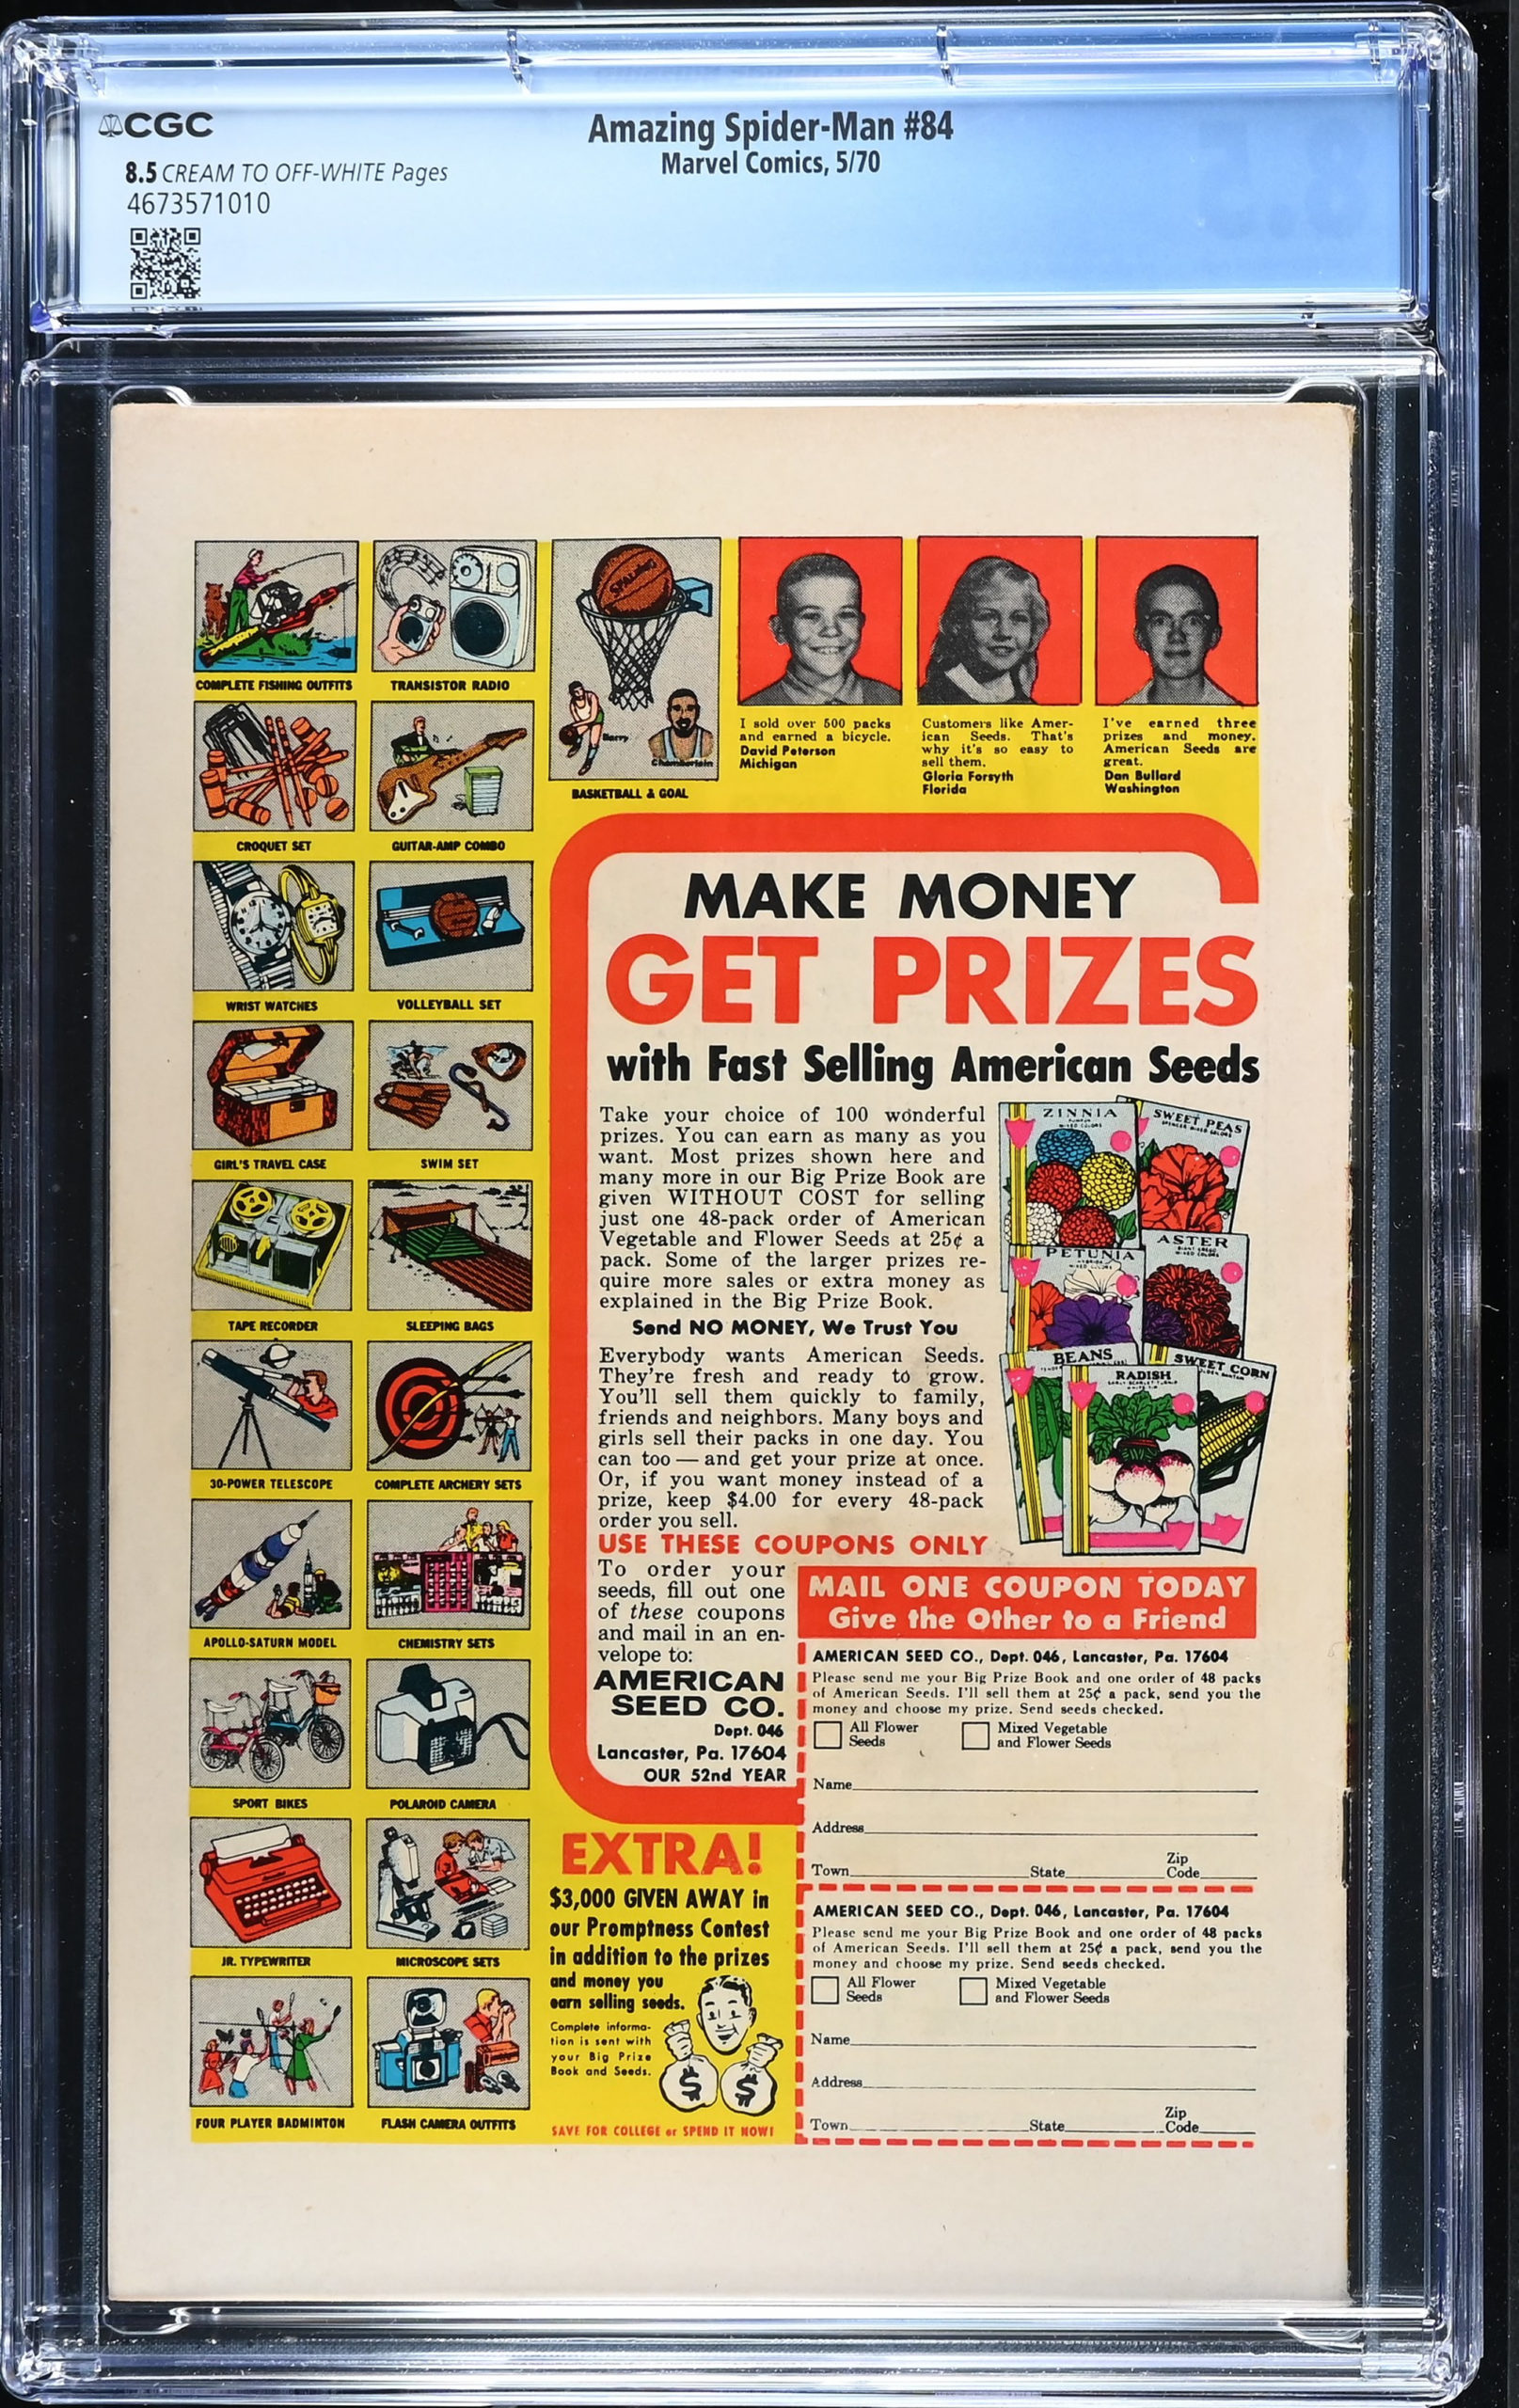 CGC
Amazing Spider-Man #84
Marvel Comics, 5/70
8.5 CREAM TO OFF-WHITE Pages
4673571010
8.5
COMPLETE FISHING OUTFITS
TRANSISTOR RADIO
CROQUET SET
GUITAR-AMP COMBO
WRIST WATCHES
VOLLEYBALL SET
GIRL'S TRAVEL CASE
SWIM SET
TAPE RECORDER
SLEEPING BAGS
30-POWER TELESCOPE
COMPLETE ARCHERY SETS
APOLLO-SATURN MODEL
CHEMISTRY SETS
SPORT BIKES
POLAROID CAMERA
JR. TYPEWRITER
MICROSCOPE SETS
FOUR PLAYER BADMINTON
FLASH CAMERA OUTFITS
SPALDING
Barry
Chamberlain
BASKETBALL & GOAL
I sold over 500 packs
and earned a bicycle.
David Peterson
Michigan
Customers like Amer-
ican Seeds. That's
why it's so easy to
sell them.
Gloria Forsyth
Florida
I've earned three
prizes and money.
American Seeds are
great.
Dan Bullard
Washington
MAKE MONEY
GET PRIZES
with Fast Selling American Seeds
Take your choice of 100 wonderful
prizes. You can earn as many as you
want. Most prizes shown here and
many more in our Big Prize Book are
given WITHOUT COST for selling
just one 48-pack order of American
Vegetable and Flower Seeds at 25¢ a
pack. Some of the larger prizes re-
quire more sales or extra money as
explained in the Big Prize Book.
Send NO MONEY, We Trust You
Everybody wants American Seeds.
They're fresh and ready to grow.
You'll sell them quickly to family,
friends and neighbors. Many boys and
girls sell their packs in one day. You
can too — and get your prize at once.
Or, if you want money instead of a
prize, keep $4.00 for every 48-pack
order you sell.
ZINNIA
MIXED COLORS
SWEET PEAS
SPENCER MIXED COLORS
PETUNIA
MIXED COLORS
ASTER
MIXED COLORS
BEANS
RADISH
SWEET CORN
USE THESE COUPONS ONLY
To order your
seeds, fill out one
of these coupons
and mail in an en-
velope to:
AMERICAN
SEED CO.
Dept. 046
Lancaster, Pa. 17604
OUR 52nd YEAR
MAIL ONE COUPON TODAY
Give the Other to a Friend
AMERICAN SEED CO., Dept. 046, Lancaster, Pa. 17604
Please send me your Big Prize Book and one order of 48 packs
of American Seeds. I'll sell them at 25¢ a pack, send you the
money and choose my prize. Send seeds checked.
All Flower
Seeds
Mixed Vegetable
and Flower Seeds
Name
Address
Town State Zip
Code
AMERICAN SEED CO., Dept. 046, Lancaster, Pa. 17604
Please send me your Big Prize Book and one order of 48 packs
of American Seeds. I'll sell them at 25¢ a pack, send you the
money and choose my prize. Send seeds checked.
All Flower
Seeds
Mixed Vegetable
and Flower Seeds
Name
Address
Town State Zip
Code
EXTRA!
$3,000 GIVEN AWAY in
our Promptness Contest
in addition to the prizes
and money you
earn selling seeds.
Complete informa-
tion is sent with
your Big Prize
Book and Seeds.
$ $
SAVE FOR COLLEGE or SPEND IT NOW!